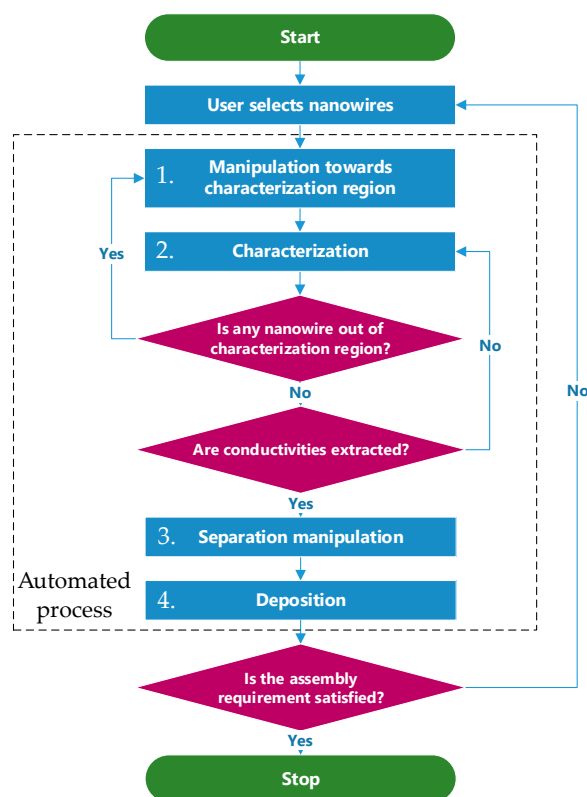 Start
User selects nanowires
1. Manipulation towards
characterization region
2. Characterization
Yes
Is any nanowire out of
characterization region?
No
No
No
Are conductivities extracted?
Yes
3. Separation manipulation
Automated
process
4. Deposition
Is the assembly
requirement satisfied?
Yes
Stop